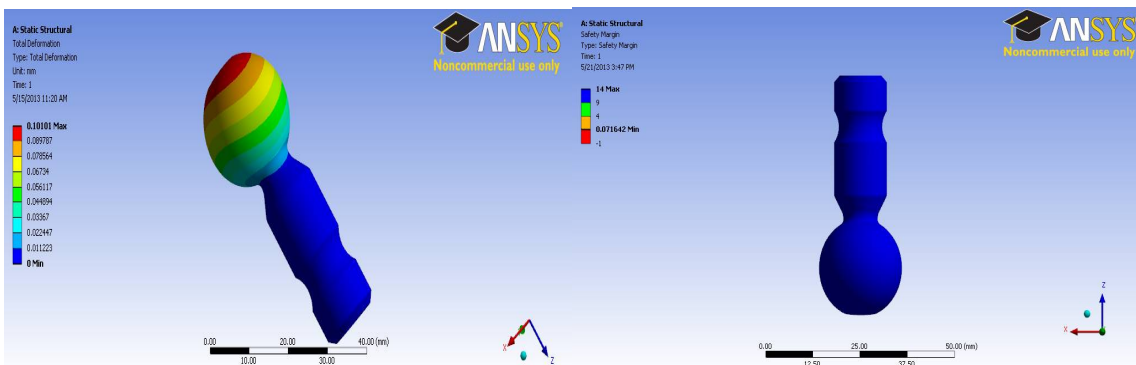 A: Static Structural
Total Deformation
Type: Total Deformation
Unit: mm
Time: 1
5/15/2013 11:20 AM
0.10101 Max
0.089787
0.078564
0.06734
0.056117
0.044894
0.03367
0.022447
0.011223
0 Min
ANSYS
Noncommercial use only
0.00 20.00 40.00 (mm)
10.00 30.00
X
Z
A: Static Structural
Safety Margin
Type: Safety Margin
Time: 1
5/21/2013 3:47 PM
14 Max
9
4
0.071642 Min
-1
ANSYS
Noncommercial use only
0.00 25.00 50.00 (mm)
12.50 37.50
Z
X